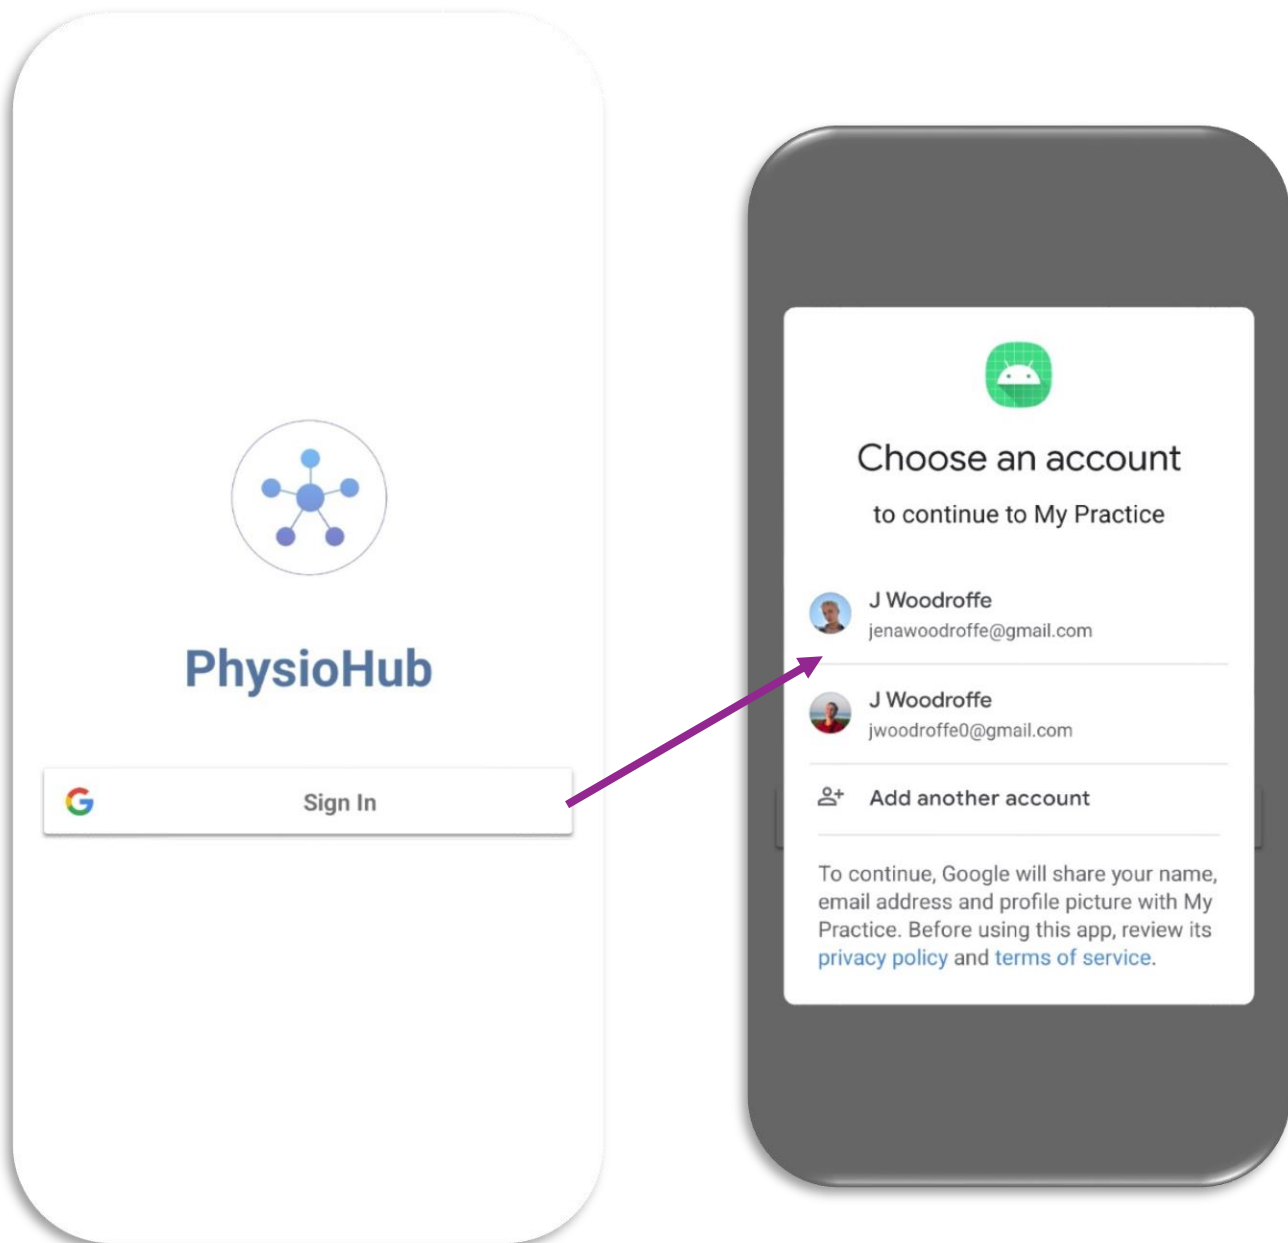 PhysioHub
Sign In
Choose an account
to continue to My Practice
J Woodroffe
jenawoodroffe@gmail.com
J Woodroffe
jwoodroffe0@gmail.com
Add another account
To continue, Google will share your name,
email address and profile picture with My
Practice. Before using this app, review its
privacy policy and terms of service.